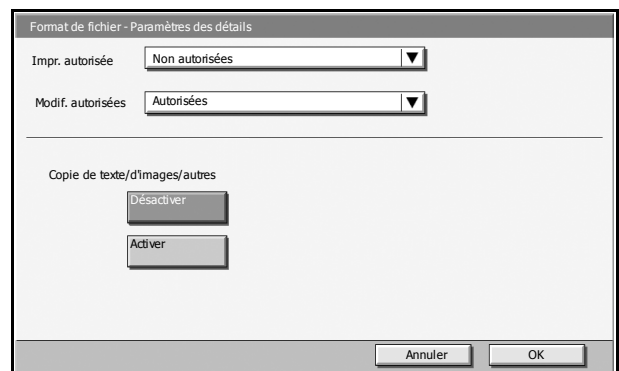 Format de fichier - Paramètres des détails
Impr. autorisée Non autorisées
Modif. autorisées Autorisées
Copie de texte/d'images/autres
Désactiver
Activer
Annuler OK